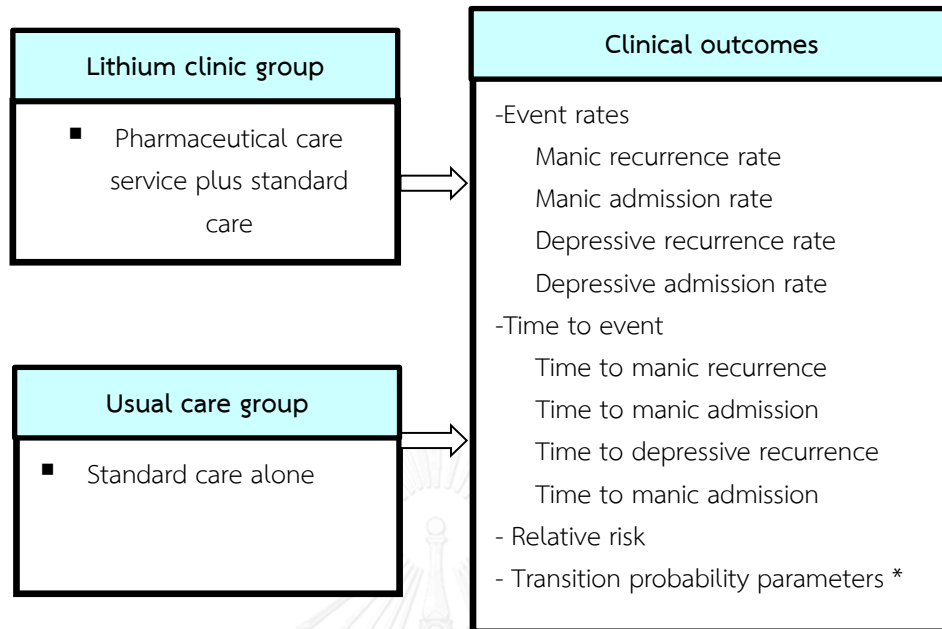 Lithium clinic group
■ Pharmaceutical care
service plus standard
care
Usual care group
■ Standard care alone
Clinical outcomes
-Event rates
Manic recurrence rate
Manic admission rate
Depressive recurrence rate
Depressive admission rate
-Time to event
Time to manic recurrence
Time to manic admission
Time to depressive recurrence
Time to manic admission
- Relative risk
- Transition probability parameters *